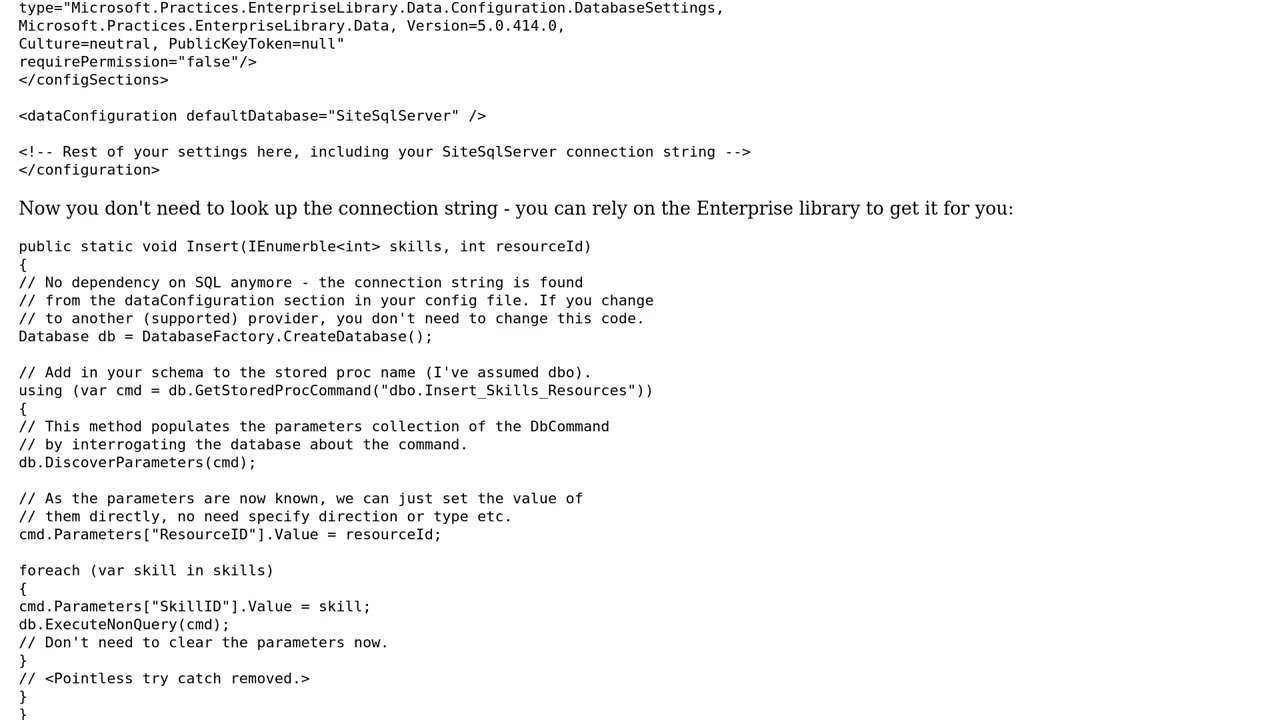 type="Microsoft.Practices.EnterpriseLibrary.Data.Configuration.DatabaseSettings,
Microsoft.Practices.EnterpriseLibrary.Data, Version=5.0.414.0,
Culture=neutral, PublicKeyToken=null"
requirePermission="false"/>
</configSections>
<dataConfiguration defaultDatabase="SiteSqlServer" />
<!-- Rest of your settings here, including your SiteSqlServer connection string -->
</configuration>
Now you don't need to look up the connection string - you can rely on the Enterprise library to get it for you:
public static void Insert(IEnumerble<int> skills, int resourceId)
{
// No dependency on SQL anymore - the connection string is found
// from the dataConfiguration section in your config file. If you change
// to another (supported) provider, you don't need to change this code.
Database db = DatabaseFactory.CreateDatabase();
// Add in your schema to the stored proc name (I've assumed dbo).
using (var cmd = db.GetStoredProcCommand("dbo.Insert_Skills_Resources"))
{
// This method populates the parameters collection of the DbCommand
// by interrogating the database about the command.
db.DiscoverParameters(cmd);
// As the parameters are now known, we can just set the value of
// them directly, no need specify direction or type etc.
cmd.Parameters["ResourceID"].Value = resourceId;
foreach (var skill in skills)
{
cmd.Parameters["SkillID"].Value = skill;
db.ExecuteNonQuery(cmd);
// Don't need to clear the parameters now.
}
// <Pointless try catch removed.>
}
}